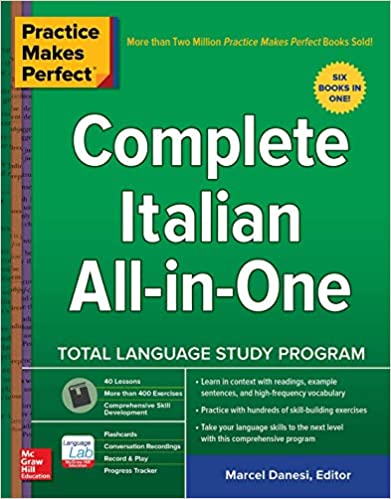 Practice
Makes
Perfect®
More than Two Million Practice Makes Perfect Books Sold!
SIX
BOOKS IN
ONE!
Complete
Italian
All-in-One
TOTAL LANGUAGE STUDY PROGRAM
40 Lessons
More than 400 Exercises
Comprehensive Skill
Development
• Learn in context with readings, example
sentences, and high-frequency vocabulary
• Practice with hundreds of skill-building exercises
• Take your language skills to the next level
with this comprehensive program
Language
Lab
McGraw-Hill
Education
Flashcards
Conversation Recordings
Record & Play
Progress Tracker
Mc
Graw
Hill
Education
Marcel Danesi, Editor